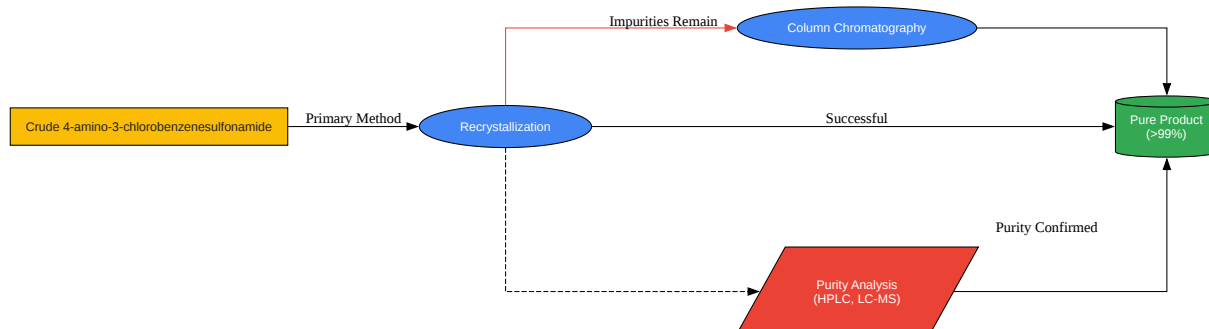 Impurities Remain
Column Chromatography
Crude 4-amino-3-chlorobenzenesulfonamide
Primary Method
Recrystallization
Successful
Pure Product
(>99%)
Purity Confirmed
Purity Analysis
(HPLC, LC-MS)